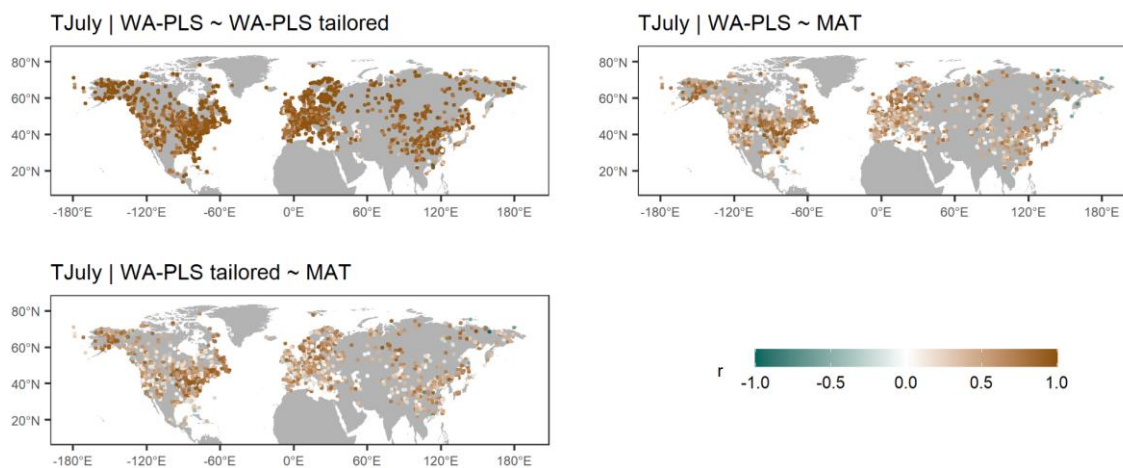 TJuly | WA-PLS ~ WA-PLS tailored
80°N
60°N
40°N
20°N
-180°E -120°E -60°E 0°E 60°E 120°E 180°E
TJuly | WA-PLS ~ MAT
80°N
60°N
40°N
20°N
-180°E -120°E -60°E 0°E 60°E 120°E 180°E
TJuly | WA-PLS tailored ~ MAT
80°N
60°N
40°N
20°N
-180°E -120°E -60°E 0°E 60°E 120°E 180°E
r
-1.0 -0.5 0.0 0.5 1.0